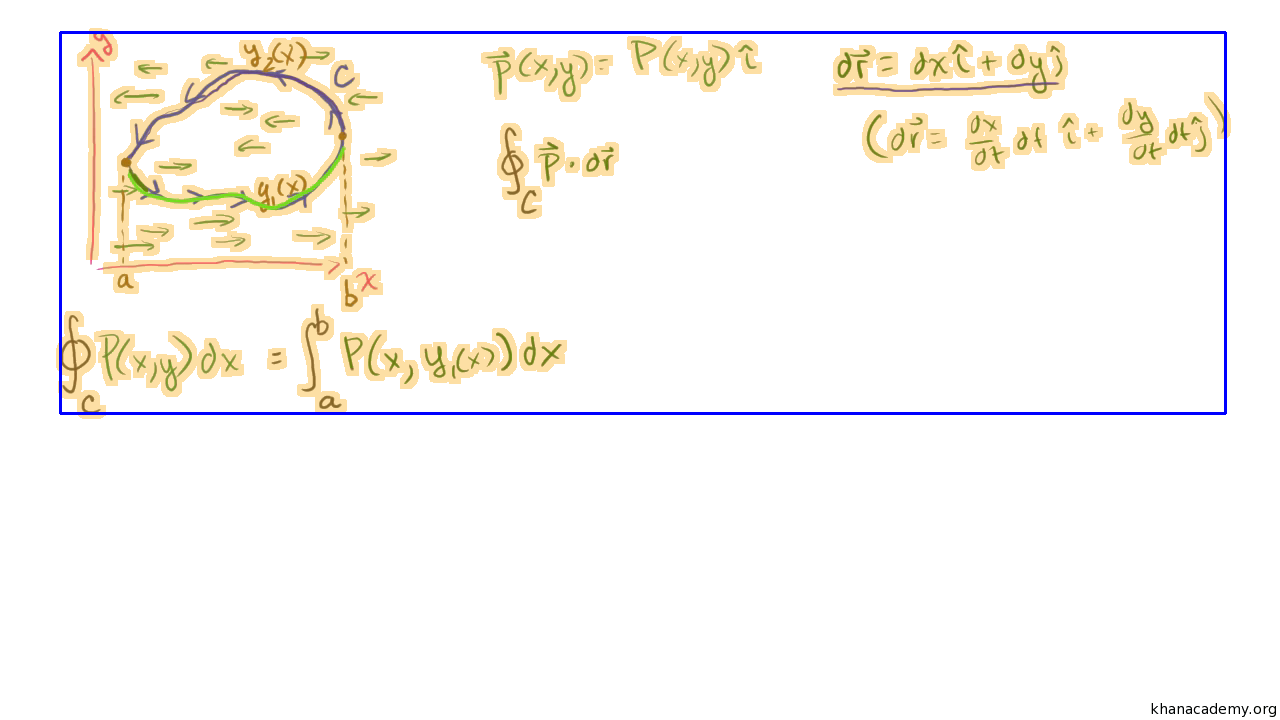 y
y₂(x)
C
y₁(x)
a
b
x
p⃗(x,y) = P(x,y) î
∮_C p⃗ · dr⃗
dr⃗ = dx î + dy ĵ
(dr⃗ = dx/dt dt î + dy/dt dt ĵ)
∮_C P(x,y) dx = ∫_a^b P(x, y₁(x)) dx
khanacademy.org